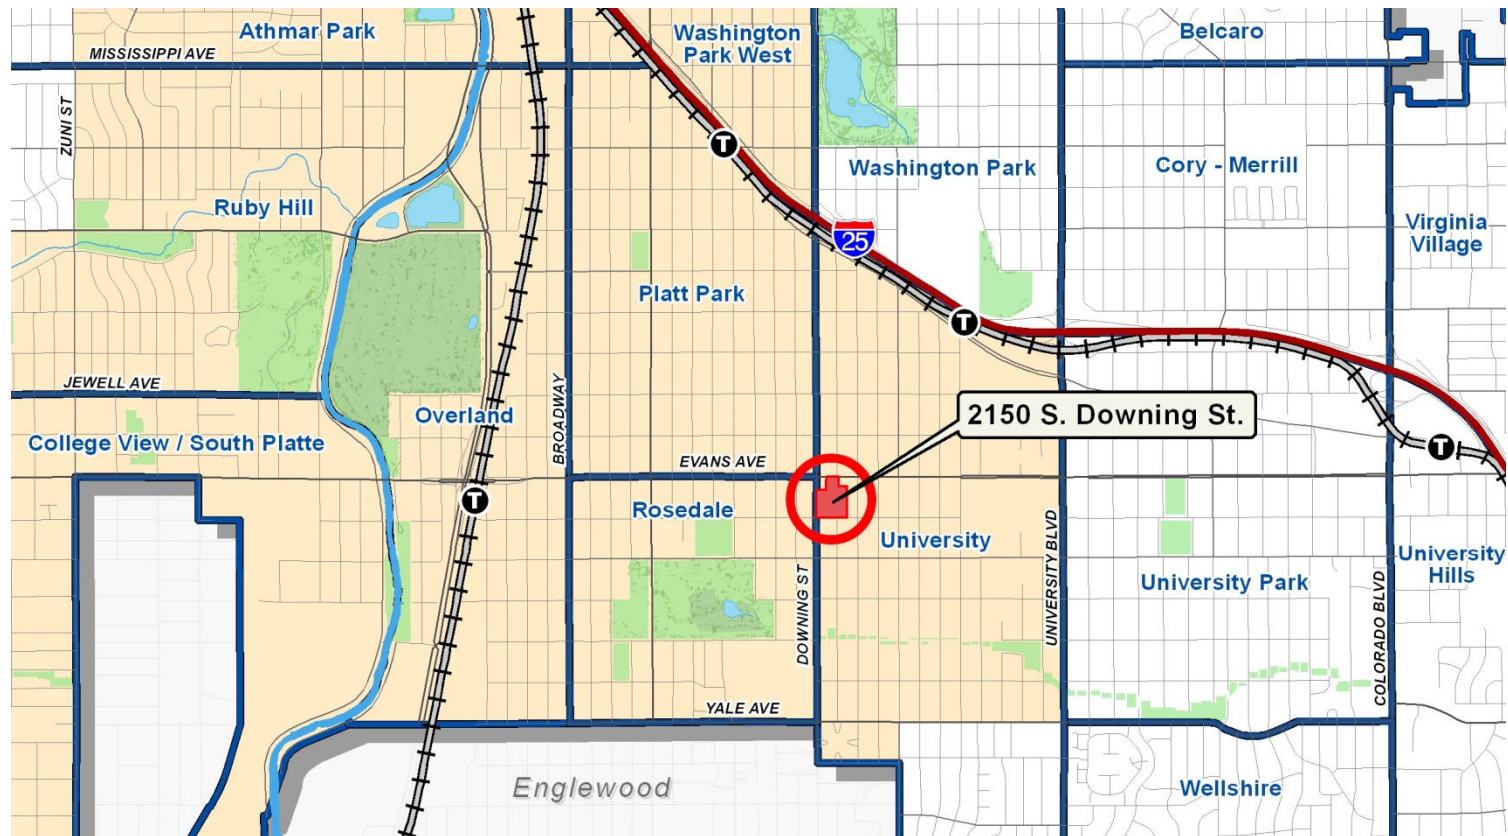 Athmar Park
Washington
Park West
Belcaro
MISSISSIPPI AVE
ZUNI ST
T
Washington Park
Cory - Merrill
Ruby Hill
Virginia
Village
25
Platt Park
T
JEWELL AVE
Overland
BROADWAY
2150 S. Downing St.
College View / South Platte
T
EVANS AVE
T
Rosedale
University
UNIVERSITY BLVD
University
Hills
University Park
DOWNING ST
COLORADO BLVD
YALE AVE
Englewood
Wellshire